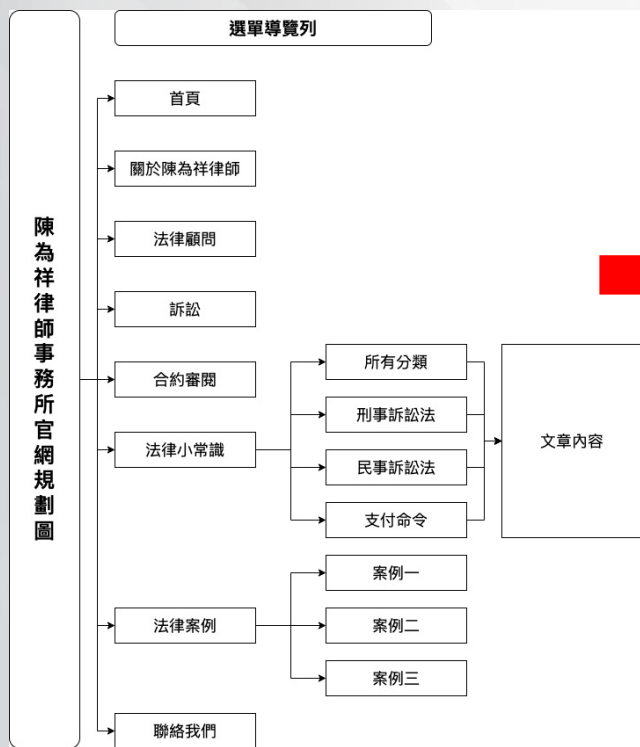 選單導覽列
陳為祥律師事務所官網規劃圖
首頁
關於陳為祥律師
法律顧問
訴訟
合約審閱
法律小常識
所有分類
刑事訴訟法
民事訴訟法
支付命令
文章內容
法律案例
案例一
案例二
案例三
聯絡我們